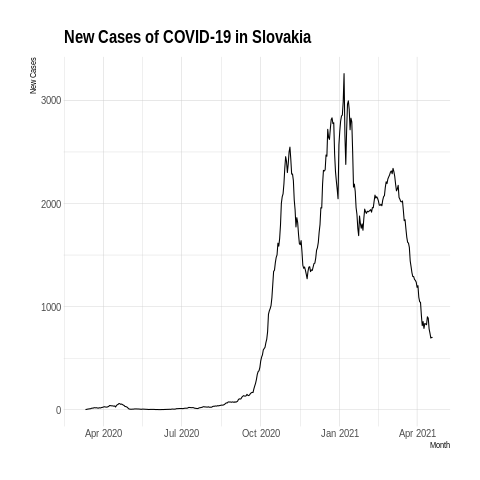 New Cases of COVID-19 in Slovakia
New Cases
3000
2000
1000
0
Apr 2020 Jul 2020 Oct 2020 Jan 2021 Apr 2021
Month